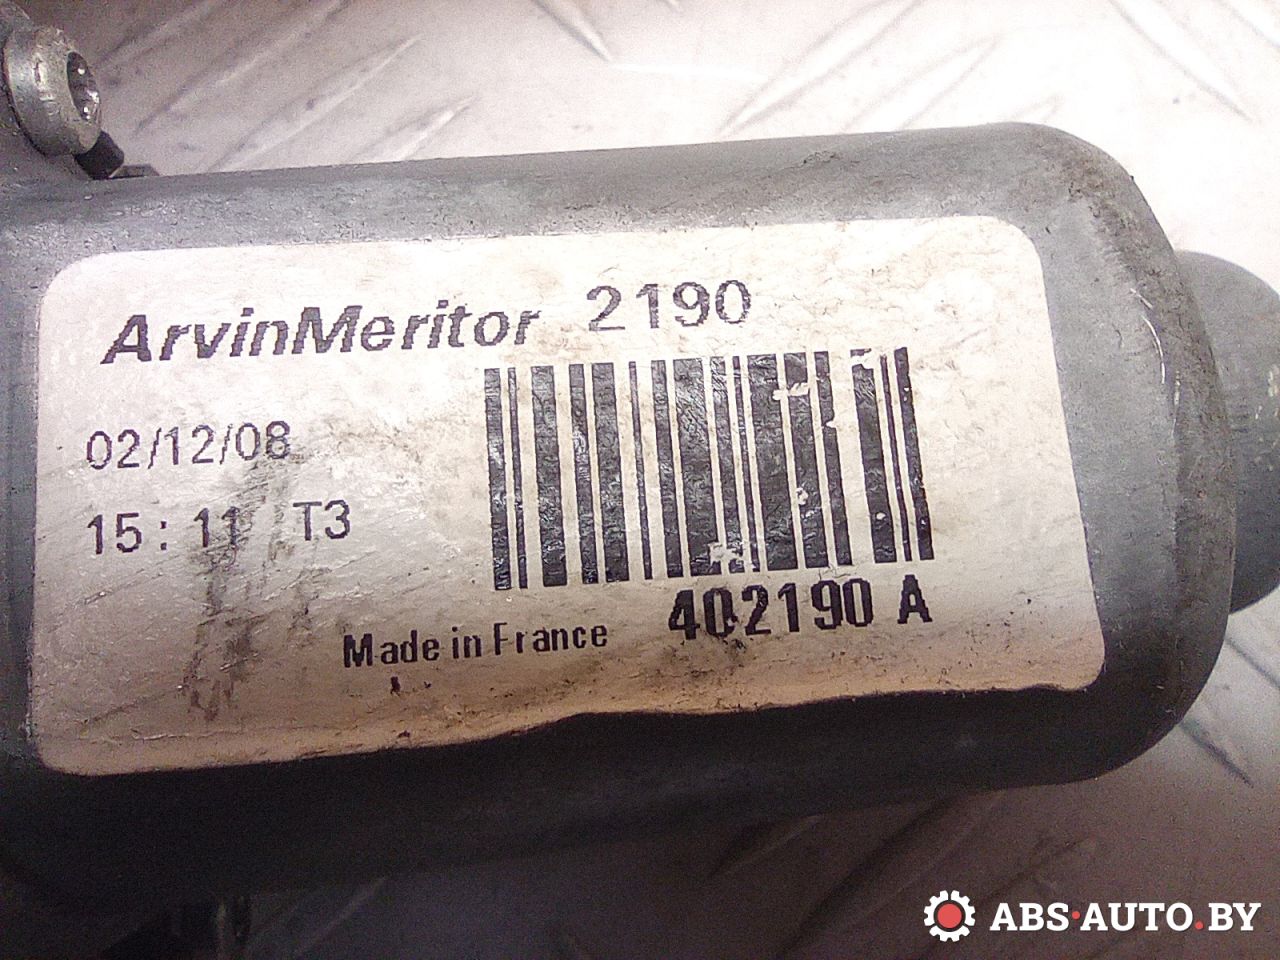 ArvinMeritor 2190
02/12/08
15:11 T3
402190 A
Made in France
ABS·AUTO.BY